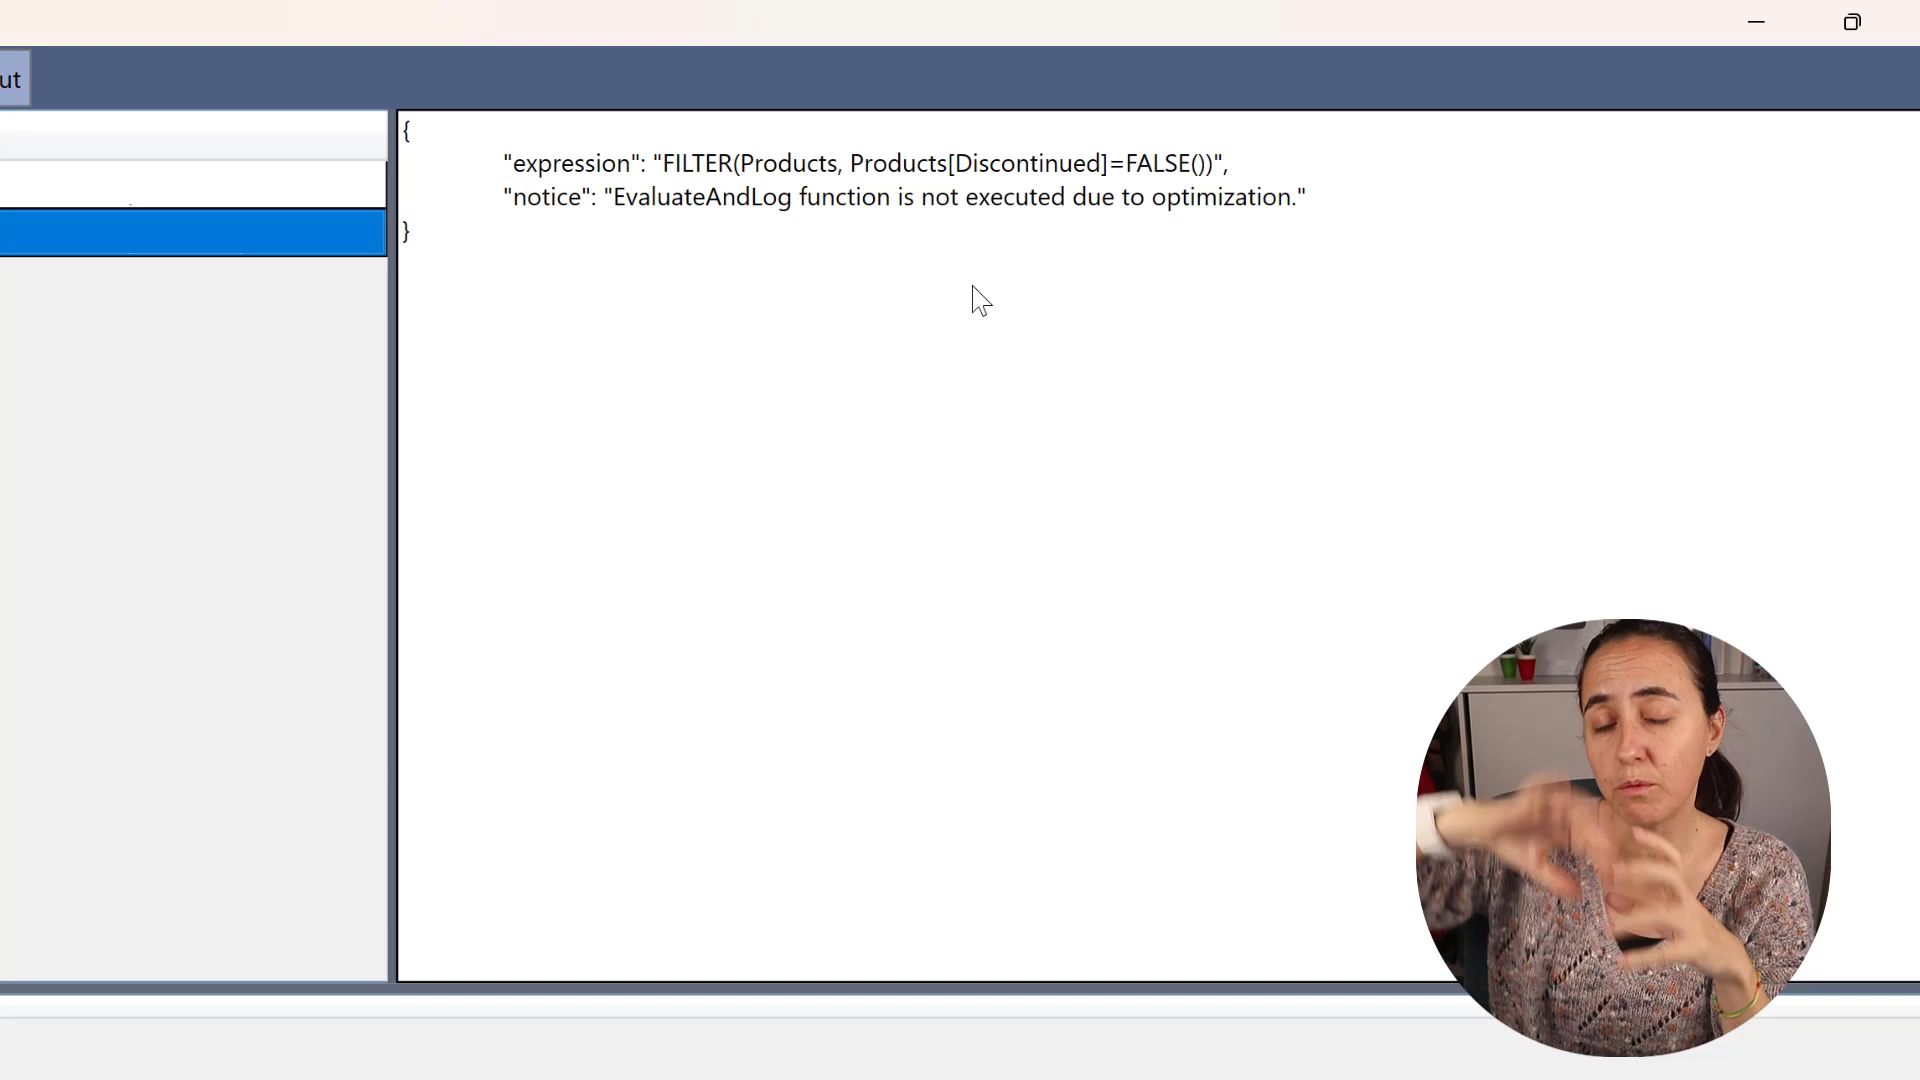 ut
{
"expression": "FILTER(Products, Products[Discontinued]=FALSE())",
"notice": "EvaluateAndLog function is not executed due to optimization."
}